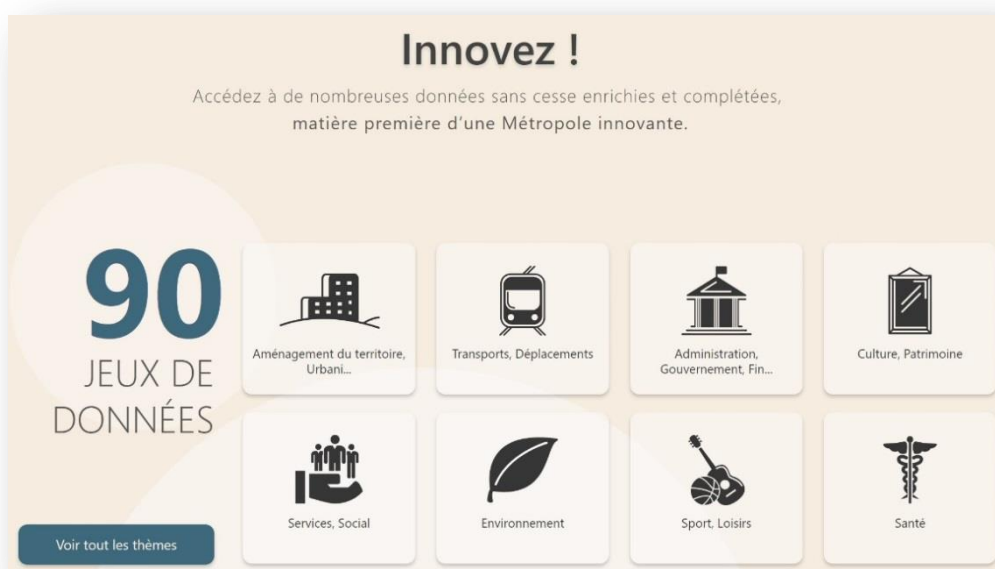 Innovez !
Accédez à de nombreuses données sans cesse enrichies et complétées,
matière première d'une Métropole innovante.
90
JEUX DE
DONNÉES
Aménagement du territoire,
Urbani...
Transports, Déplacements
Administration,
Gouvernement, Fin...
Culture, Patrimoine
Services, Social
Environnement
Sport, Loisirs
Santé
Voir tout les thèmes